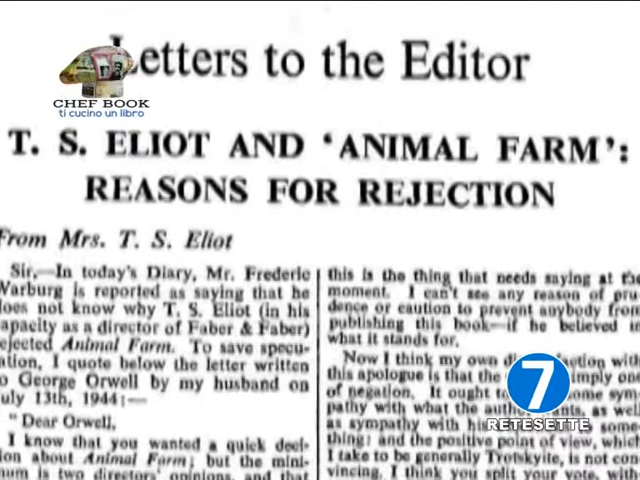 Letters to the Editor
CHEF BOOK
ti cucino un libro
T. S. ELIOT AND 'ANIMAL FARM':
REASONS FOR REJECTION
From Mrs. T. S. Eliot
Sir,—In today's Diary, Mr. Frederic
Warburg is reported as saying that he
does not know why T. S. Eliot (in his
capacity as a director of Faber & Faber)
rejected Animal Farm. To save specu-
lation, I quote below the letter written
to George Orwell by my husband on
July 13th, 1944:—
" Dear Orwell,
I know that you wanted a quick deci-
sion about Animal Farm; but the mini-
mum is two directors' opinions, and that
this is the thing that needs saying at the
moment. I can't see any reason of pru-
dence or caution to prevent anybody from
publishing this book—if he believed in
what it stands for.
Now I think my own with
this apologue is that the simply one
of negation. It ought to some sym-
pathy with what the author wants, as well
as sympathy with his some-
thing: and the positive point of view, which
I take to be generally Trotskyite, is not con-
vincing. I think you split your vote, with
7
RETESETTE